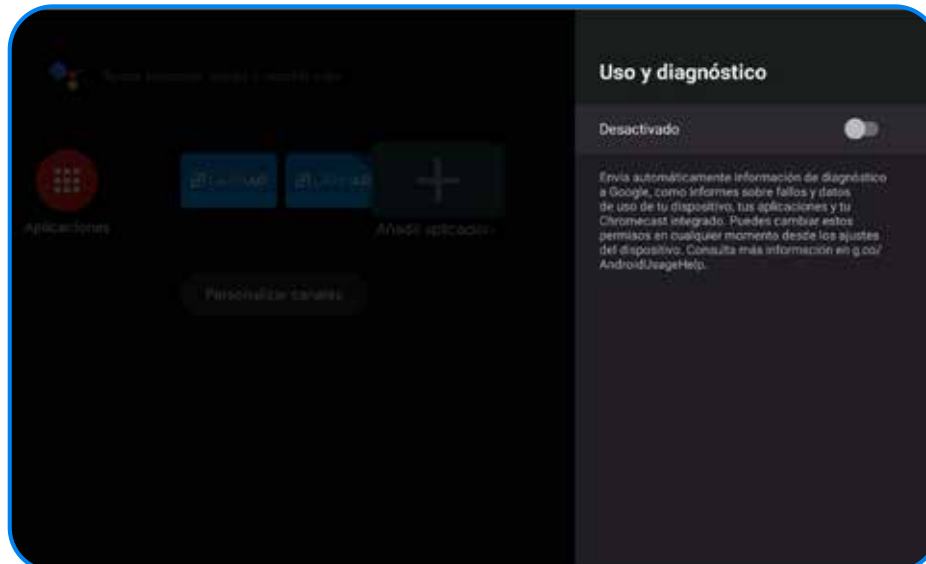 Uso y diagnóstico
Desactivado
Envía automáticamente información de diagnóstico
a Google, como informes sobre fallos y datos
de uso de tu dispositivo, tus aplicaciones y tu
Chromecast integrado. Puedes cambiar estos
permisos en cualquier momento desde los ajustes
del dispositivo. Consulta más información en g.co/
AndroidUsageHelp.
Aplicaciones
Añadir aplicación
Personalizar canales